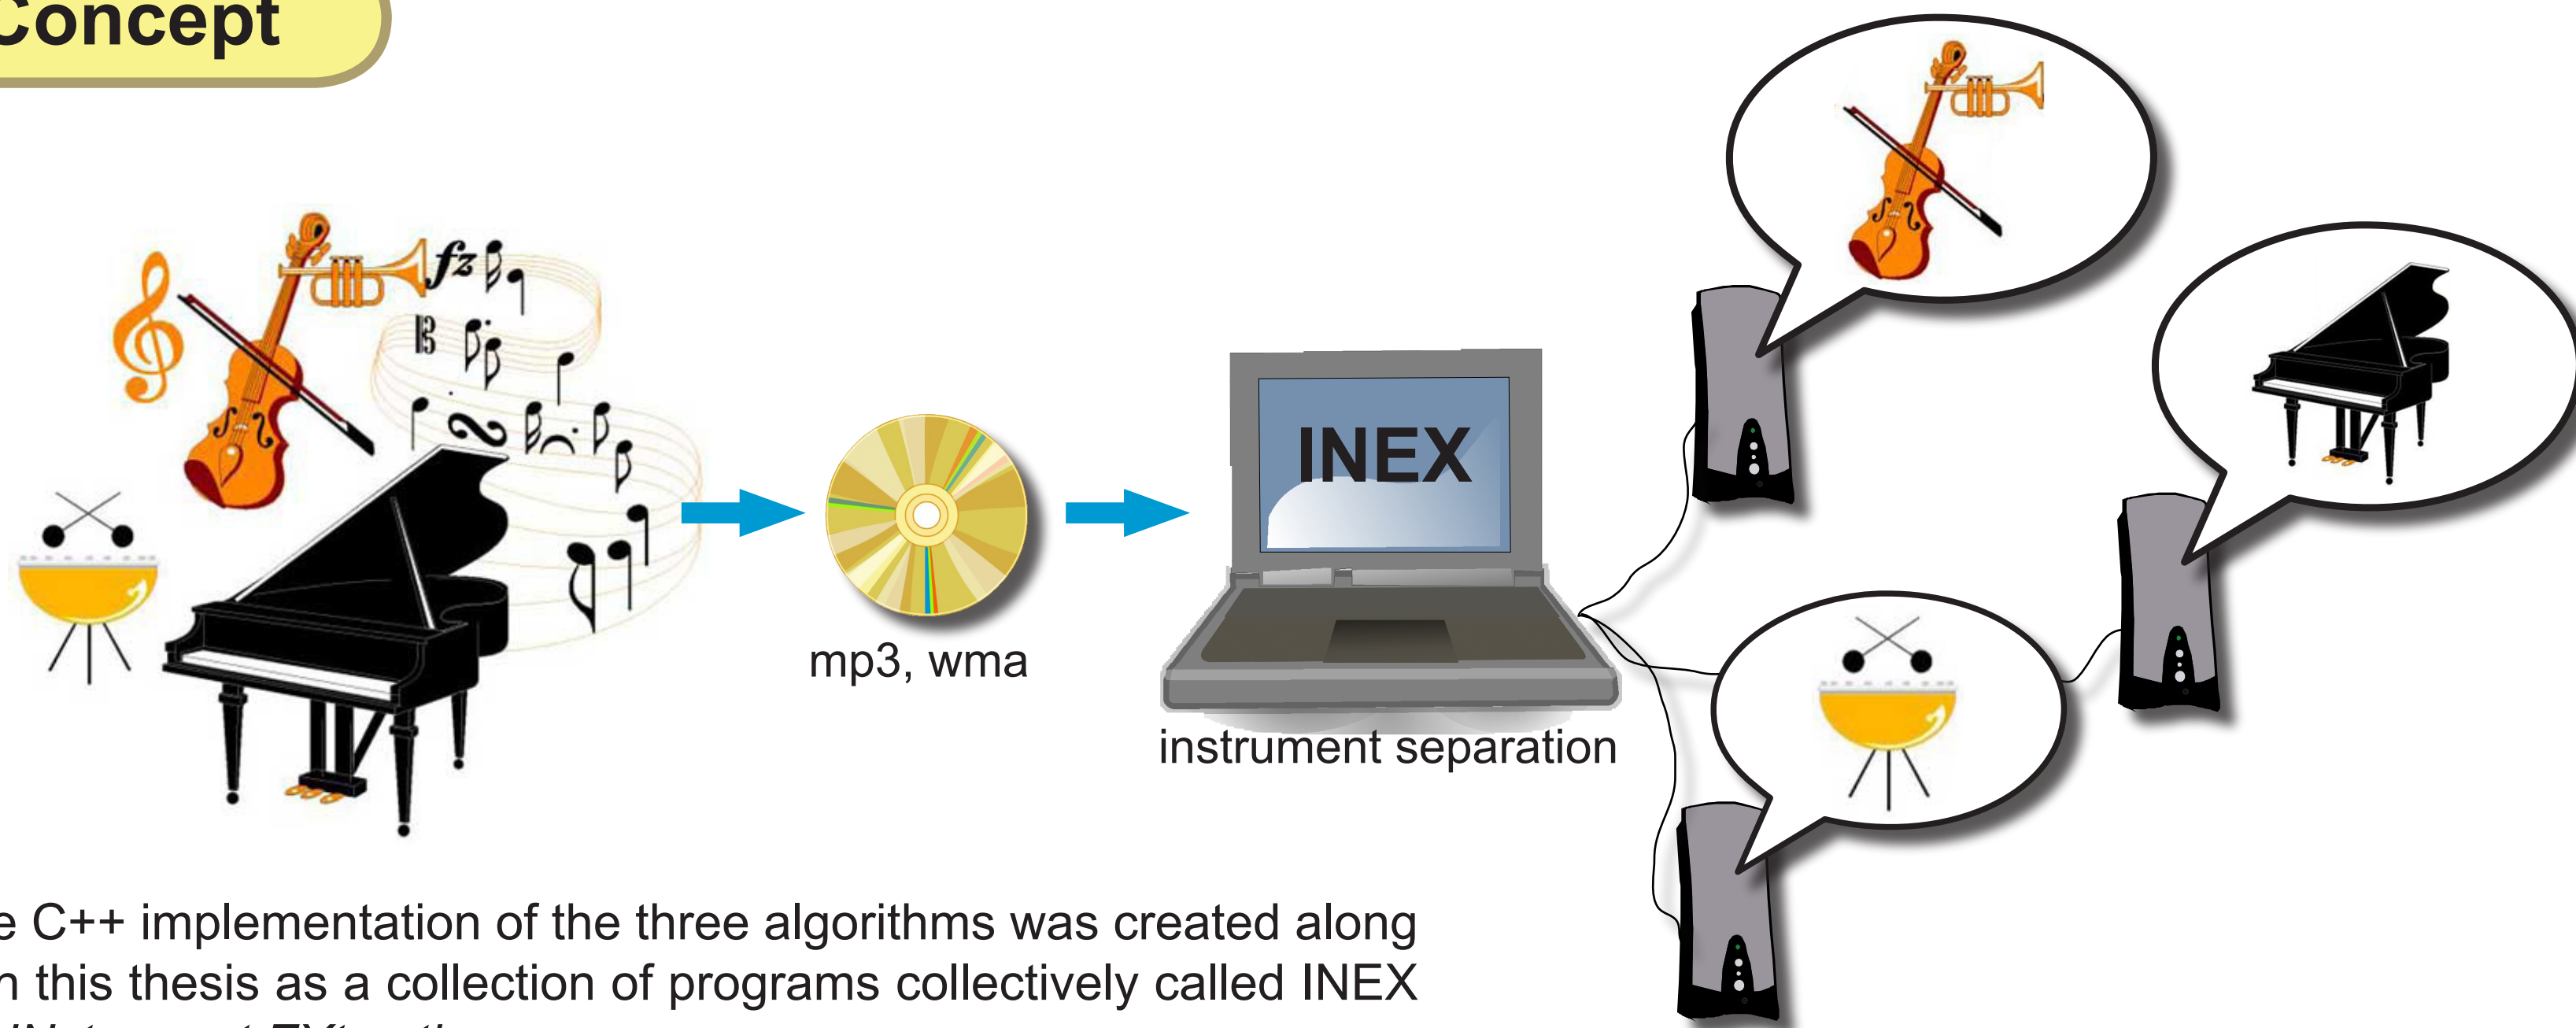 Concept
fz
mp3, wma
INEX
instrument separation
C++ implementation of the three algorithms was created along
this thesis as a collection of programs collectively called INEX